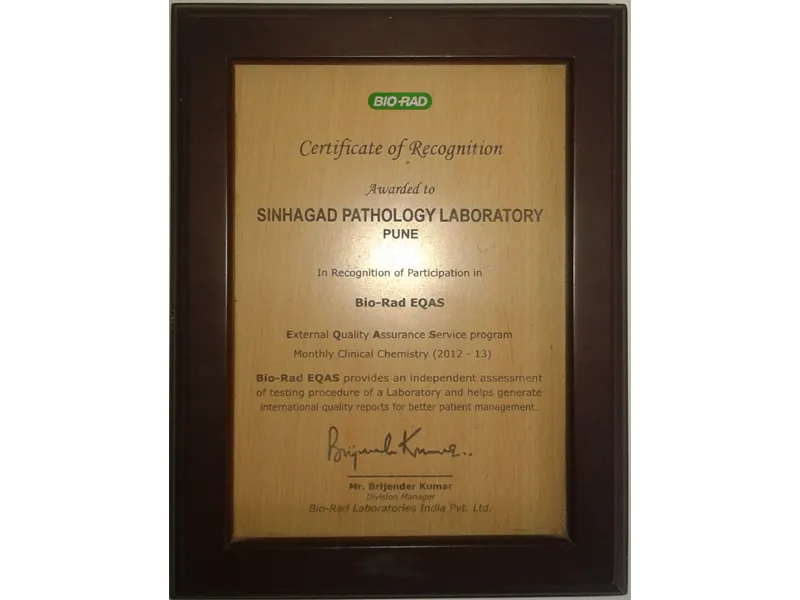 BIO-RAD
Certificate of Recognition
Awarded to
SINHAGAD PATHOLOGY LABORATORY
PUNE
In Recognition of Participation in
Bio-Rad EQAS
External Quality Assurance Service program
Monthly Clinical Chemistry (2012 - 13)
Bio-Rad EQAS provides an independent assessment
of testing procedure of a Laboratory and helps generate
international quality reports for better patient management.
Brijender Kumar
Mr. Brijender Kumar
Division Manager
Bio-Rad Laboratories India Pvt. Ltd.